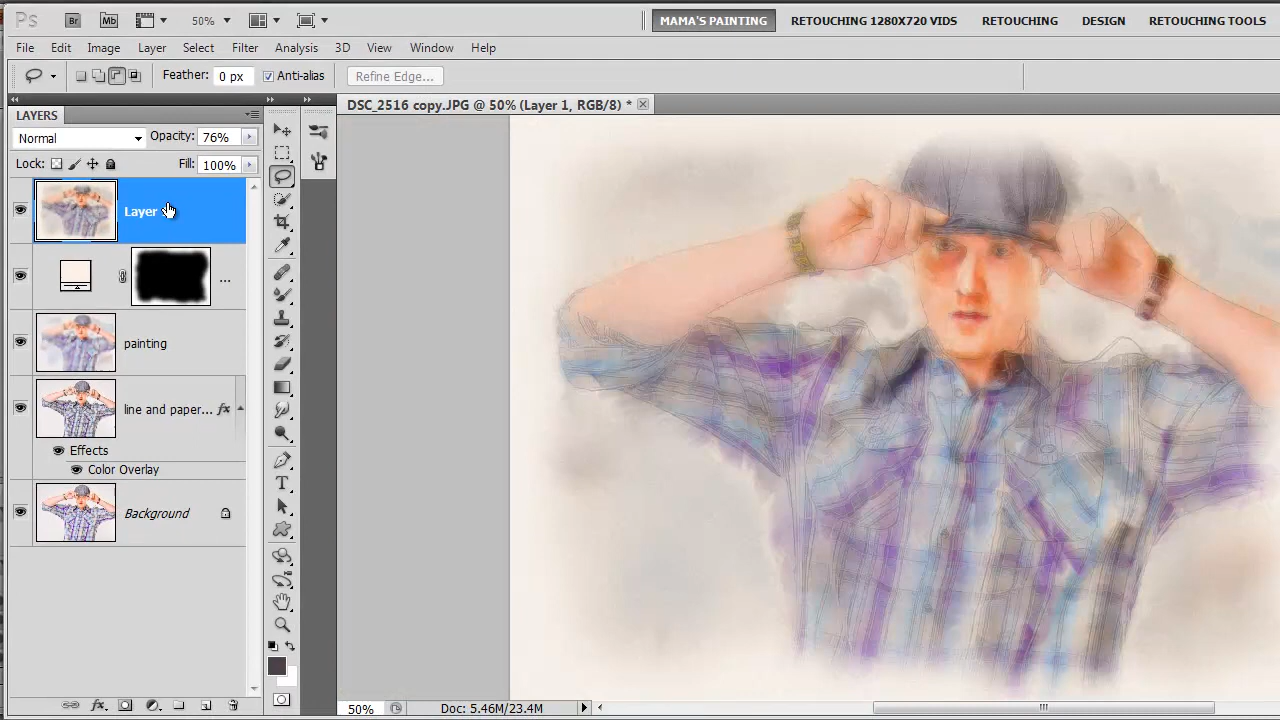 Ps Br Mb 50% MAMA'S PAINTING RETOUCHING 1280X720 VIDS RETOUCHING DESIGN RETOUCHING TOOLS
File Edit Image Layer Select Filter Analysis 3D View Window Help
Feather: 0 px Anti-alias Refine Edge...
LAYERS DSC_2516 copy.JPG @ 50% (Layer 1, RGB/8) *
Normal Opacity: 76%
Lock: Fill: 100%
Layer
...
painting
line and paper... fx
Effects
Color Overlay
Background
T
fx
50% Doc: 5.46M/23.4M